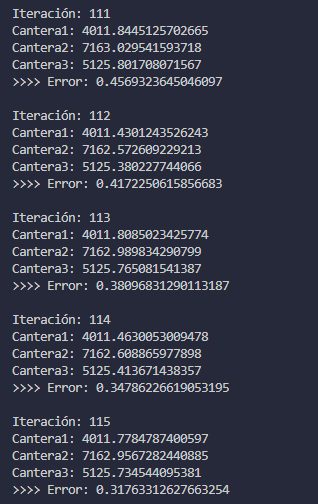 Iteración: 111
Cantera1: 4011.8445125702665
Cantera2: 7163.029541593718
Cantera3: 5125.801708071567
>>>> Error: 0.4569323645046097
Iteración: 112
Cantera1: 4011.4301243526243
Cantera2: 7162.572609229213
Cantera3: 5125.380227744066
>>>> Error: 0.4172250615856683
Iteración: 113
Cantera1: 4011.8085023425774
Cantera2: 7162.989834290799
Cantera3: 5125.765081541387
>>>> Error: 0.38096831290113187
Iteración: 114
Cantera1: 4011.4630053009478
Cantera2: 7162.608865977898
Cantera3: 5125.413671438357
>>>> Error: 0.34786226619053195
Iteración: 115
Cantera1: 4011.7784787400597
Cantera2: 7162.9567282440885
Cantera3: 5125.734544095381
>>>> Error: 0.31763312627663254